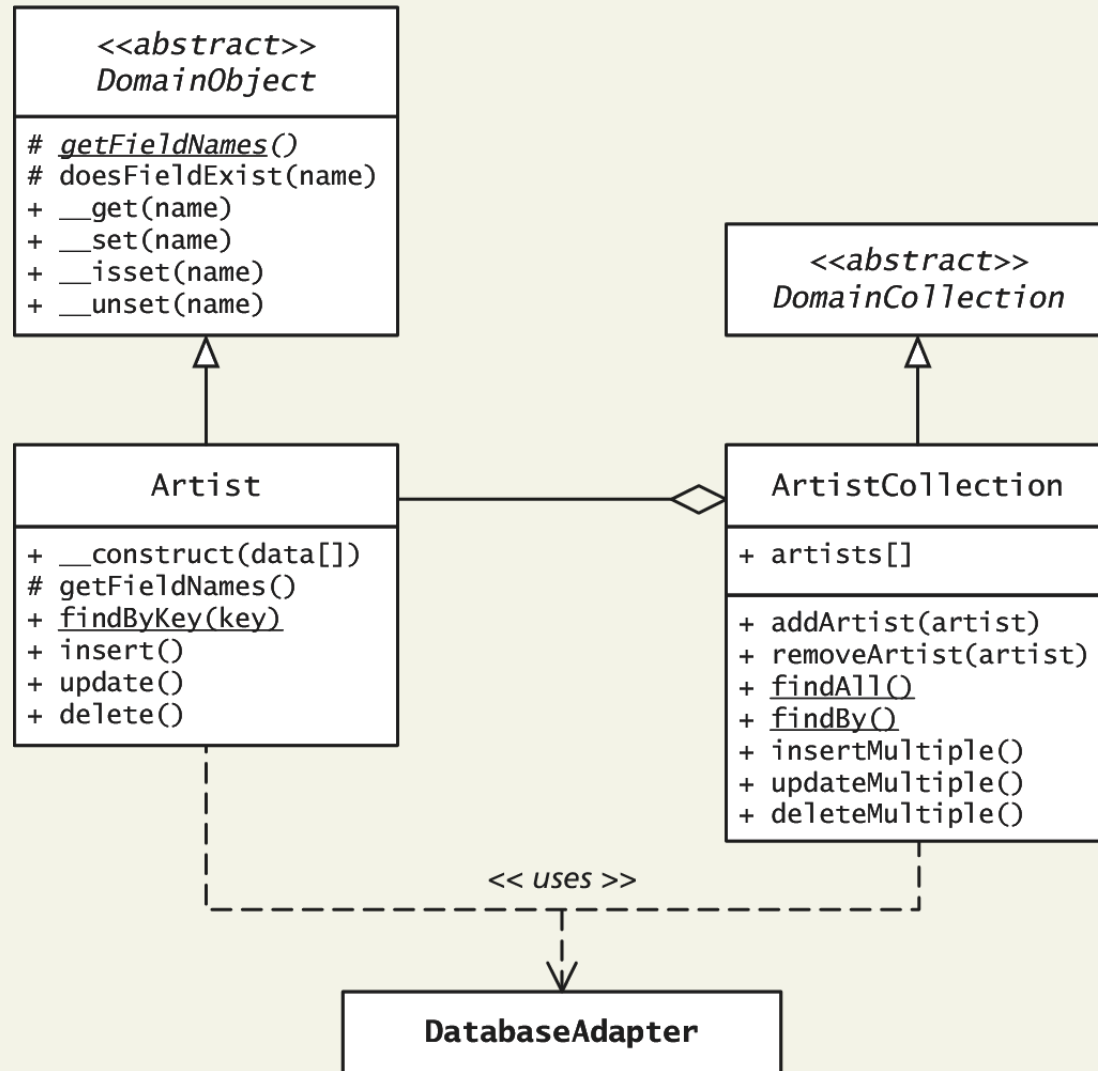 <<abstract>>
DomainObject
# getFieldNames()
# doesFieldExist(name)
+ __get(name)
+ __set(name)
+ __isset(name)
+ __unset(name)
<<abstract>>
DomainCollection
Artist
+ __construct(data[])
# getFieldNames()
+ findByKey(key)
+ insert()
+ update()
+ delete()
ArtistCollection
+ artists[]
+ addArtist(artist)
+ removeArtist(artist)
+ findAll()
+ findBy()
+ insertMultiple()
+ updateMultiple()
+ deleteMultiple()
<< uses >>
DatabaseAdapter